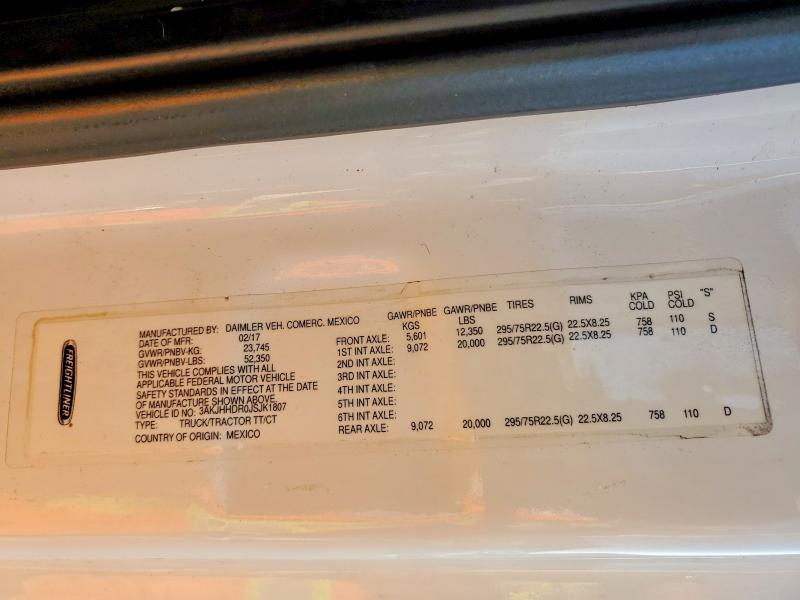 FREIGHTLINER
MANUFACTURED BY: DAIMLER VEH. COMERC. MEXICO
DATE OF MFR: 02/17
GVWR/PNBV-KG: 23,745
GVWR/PNBV-LBS: 52,350
THIS VEHICLE COMPLIES WITH ALL
APPLICABLE FEDERAL MOTOR VEHICLE
SAFETY STANDARDS IN EFFECT AT THE DATE
OF MANUFACTURE SHOWN ABOVE.
VEHICLE ID NO: 3AKJHHDR0JSJK1807
TYPE: TRUCK/TRACTOR TT/CT
COUNTRY OF ORIGIN: MEXICO
GAWR/PNBE KGS GAWR/PNBE LBS TIRES RIMS KPA COLD PSI COLD "S"
FRONT AXLE: 5,601 12,350 295/75R22.5(G) 22.5X8.25 758 110 S
1ST INT AXLE: 9,072 20,000 295/75R22.5(G) 22.5X8.25 758 110 D
2ND INT AXLE:
3RD INT AXLE:
4TH INT AXLE:
5TH INT AXLE:
6TH INT AXLE:
REAR AXLE: 9,072 20,000 295/75R22.5(G) 22.5X8.25 758 110 D